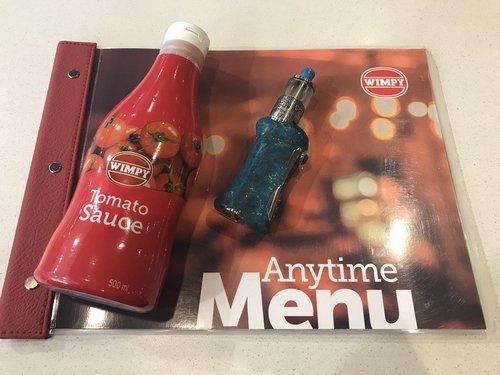 WIMPY
Tomato
Sauce
500 ml
WIMPY
Anytime
Menu